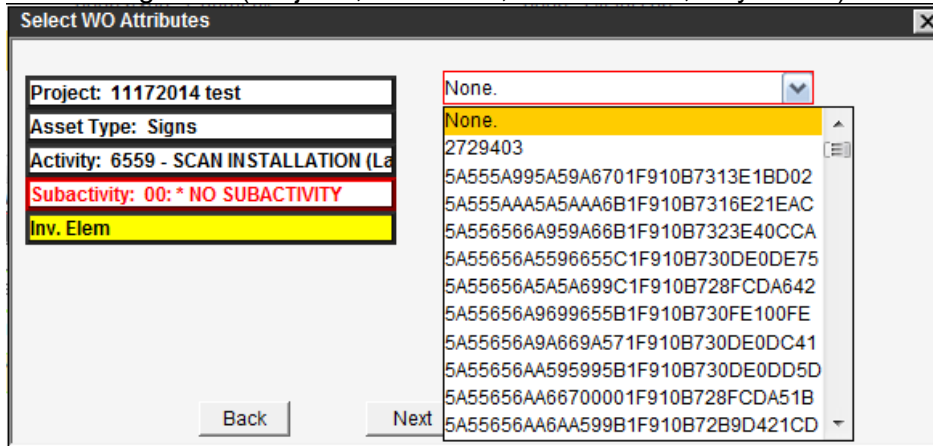 Select WO Attributes
Project: 11172014 test
Asset Type: Signs
Activity: 6559 - SCAN INSTALLATION (La
Subactivity: 00: * NO SUBACTIVITY
Inv. Elem
None.
None.
2729403
5A555A995A59A6701F910B7313E1BD02
5A555AAA5A5AAA6B1F910B7316E21EAC
5A556566A959A66B1F910B7323E40CCA
5A55656A5596655C1F910B730DE0DE75
5A55656A5A5A699C1F910B728FCDA642
5A55656A9699655B1F910B730FE100FE
5A55656A9A669A571F910B730DE0DC41
5A55656AA595995B1F910B730DE0DD5D
5A55656AA66700001F910B728FCDA51B
5A55656AA6AA599B1F910B72B9D421CD
Back
Next